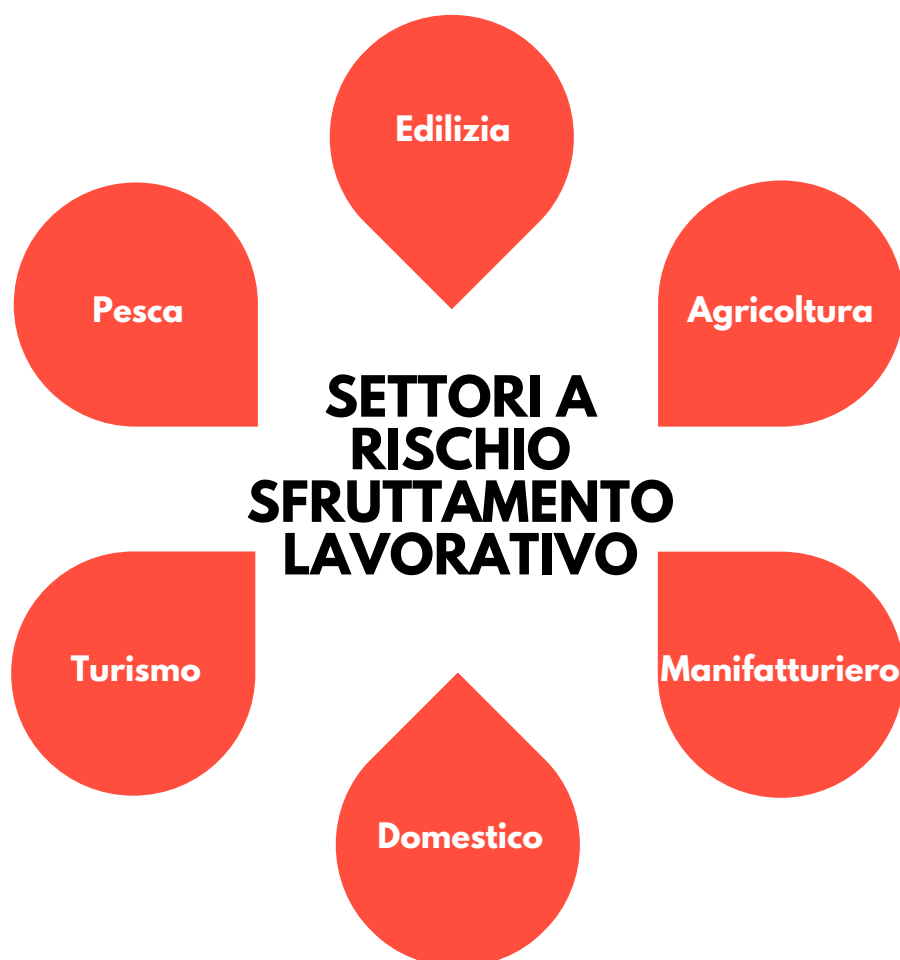 Edilizia
Pesca
Agricoltura
SETTORI A
RISCHIO
SFRUTTAMENTO
LAVORATIVO
Turismo
Manifatturiero
Domestico